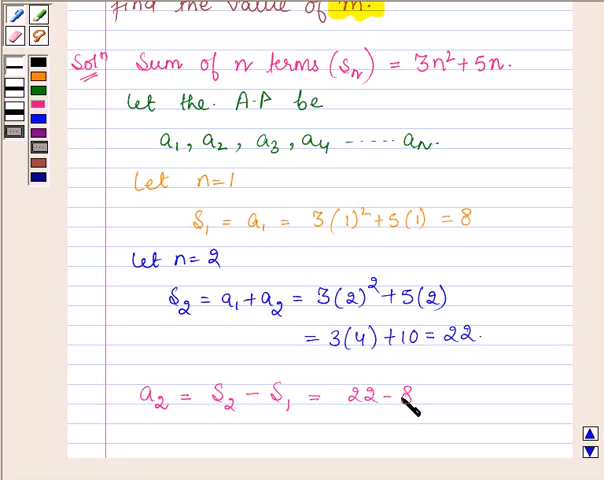 find the value of m.
Solⁿ Sum of n terms (Sₙ) = 3n² + 5n.
Let the A.P be
a₁, a₂, a₃, a₄ ------ aₙ.
Let n=1
S₁ = a₁ = 3(1)² + 5(1) = 8
Let n=2
S₂ = a₁ + a₂ = 3(2)² + 5(2)
= 3(4) + 10 = 22.
a₂ = S₂ - S₁ = 22 - 8